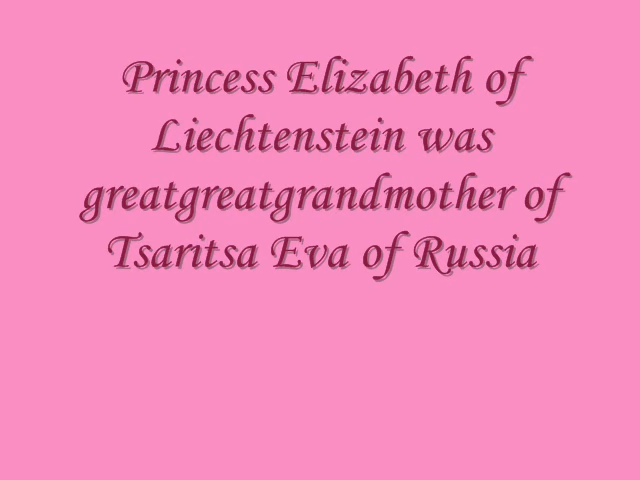 Princess Elizabeth of
Liechtenstein was
greatgreatgrandmother of
Tsaritsa Eva of Russia